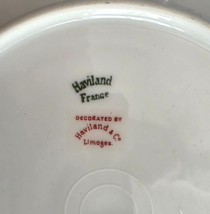 Haviland
France
DECORATED BY
Haviland & Co
Limoges.